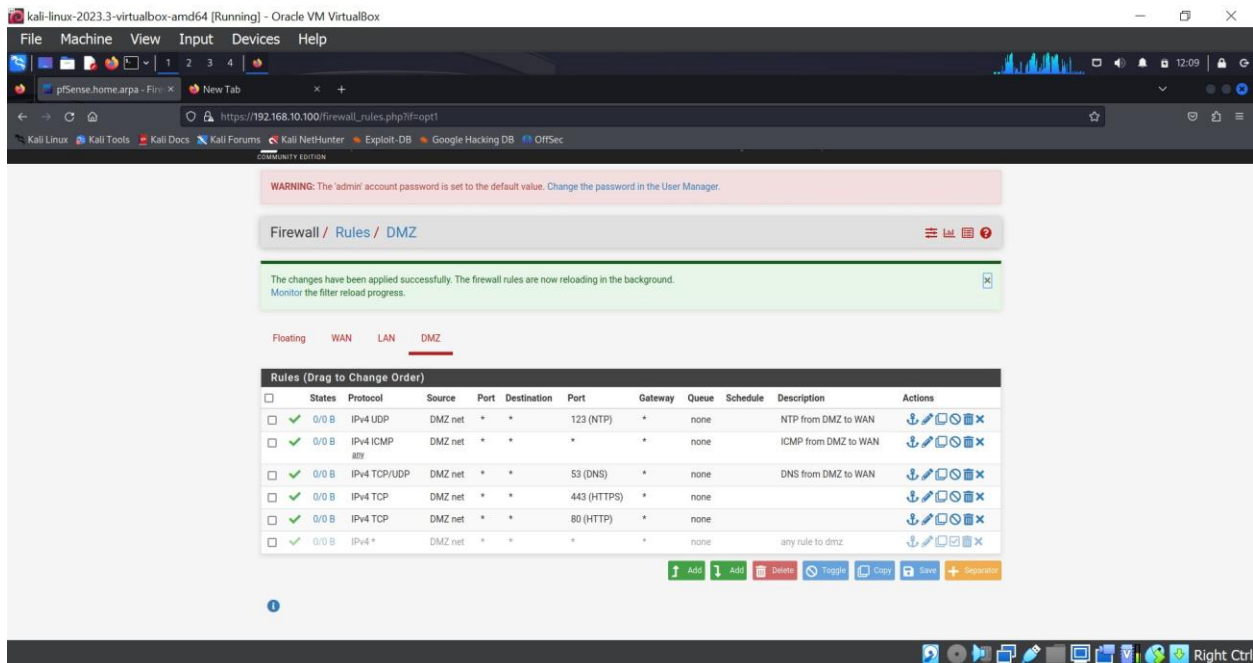 kali-linux-2023.3-virtualbox-amd64 [Running] - Oracle VM VirtualBox
File Machine View Input Devices Help
1 2 3 4 12:09
pfSense.home.arpa - Fire × New Tab × +
https://192.168.10.100/firewall_rules.php?if=opt1
Kali Linux Kali Tools Kali Docs Kali Forums Kali NetHunter Exploit-DB Google Hacking DB OffSec
COMMUNITY EDITION
WARNING: The 'admin' account password is set to the default value. Change the password in the User Manager.
Firewall / Rules / DMZ
The changes have been applied successfully. The firewall rules are now reloading in the background.
Monitor the filter reload progress.
Floating WAN LAN DMZ
Rules (Drag to Change Order)
States Protocol Source Port Destination Port Gateway Queue Schedule Description Actions
0/0 B IPv4 UDP DMZ net * * 123 (NTP) * none NTP from DMZ to WAN
0/0 B IPv4 ICMP DMZ net * * * * none ICMP from DMZ to WAN
any
0/0 B IPv4 TCP/UDP DMZ net * * 53 (DNS) * none DNS from DMZ to WAN
0/0 B IPv4 TCP DMZ net * * 443 (HTTPS) * none
0/0 B IPv4 TCP DMZ net * * 80 (HTTP) * none
0/0 B IPv4 * DMZ net * * * * none any rule to dmz
Add Add Delete Toggle Copy Save Separator
Right Ctrl